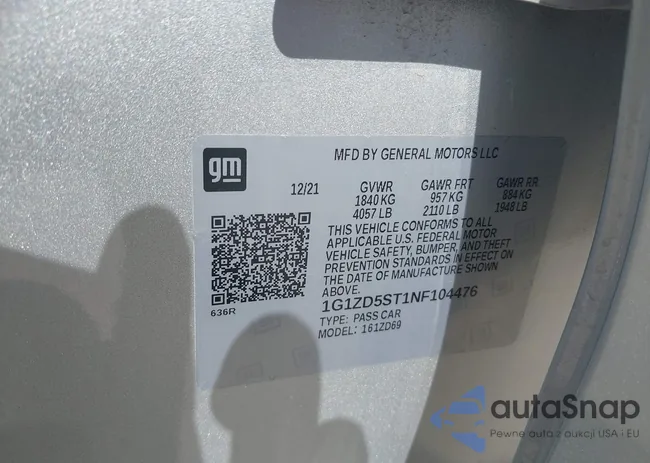 gm
MFD BY GENERAL MOTORS LLC
12/21 GVWR GAWR FRT GAWR RR
1840 KG 957 KG 884 KG
4057 LB 2110 LB 1948 LB
THIS VEHICLE CONFORMS TO ALL
APPLICABLE U.S. FEDERAL MOTOR
VEHICLE SAFETY, BUMPER, AND THEFT
PREVENTION STANDARDS IN EFFECT ON
THE DATE OF MANUFACTURE SHOWN
ABOVE.
636R
1G1ZD5ST1NF104476
TYPE: PASS CAR
MODEL: 161ZD69
autaSnap
Pewne auta z aukcji USA i EU